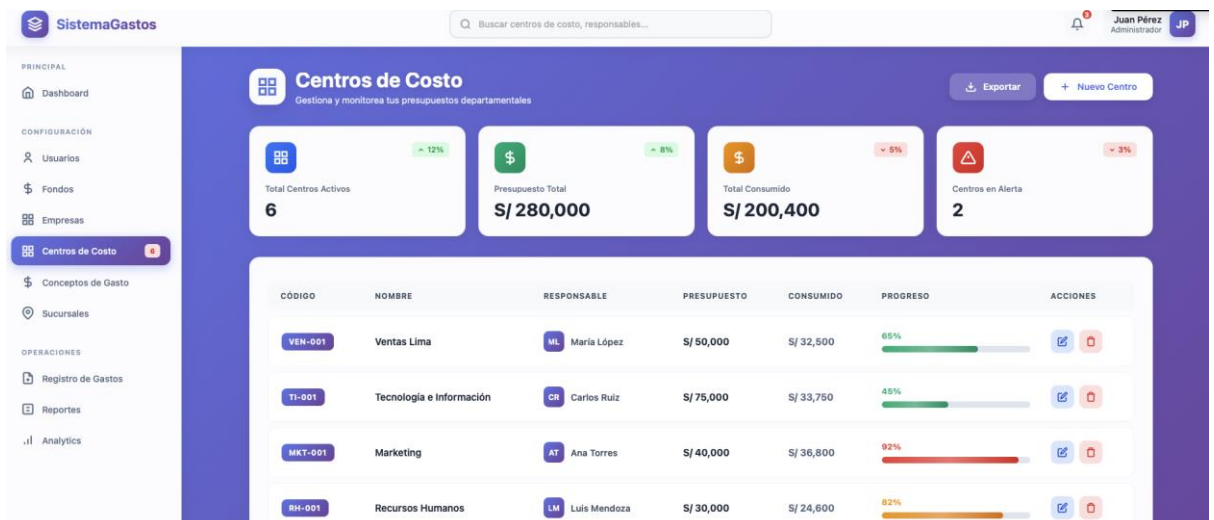 SistemaGastos
Buscar centros de costo, responsables...
3
Juan Pérez
Administrador
JP
PRINCIPAL
Dashboard
CONFIGURACIÓN
Usuarios
$ Fondos
Empresas
Centros de Costo 6
$ Conceptos de Gasto
Sucursales
OPERACIONES
Registro de Gastos
Reportes
Analytics
Centros de Costo
Gestiona y monitorea tus presupuestos departamentales
Exportar
+ Nuevo Centro
12%
Total Centros Activos
6
$ 8%
Presupuesto Total
S/ 280,000
$ 5%
Total Consumido
S/ 200,400
3%
Centros en Alerta
2
CÓDIGO NOMBRE RESPONSABLE PRESUPUESTO CONSUMIDO PROGRESO ACCIONES
VEN-001 Ventas Lima ML María López S/ 50,000 S/ 32,500 65%
TI-001 Tecnología e Información CR Carlos Ruiz S/ 75,000 S/ 33,750 45%
MKT-001 Marketing AT Ana Torres S/ 40,000 S/ 36,800 92%
RH-001 Recursos Humanos LM Luis Mendoza S/ 30,000 S/ 24,600 82%